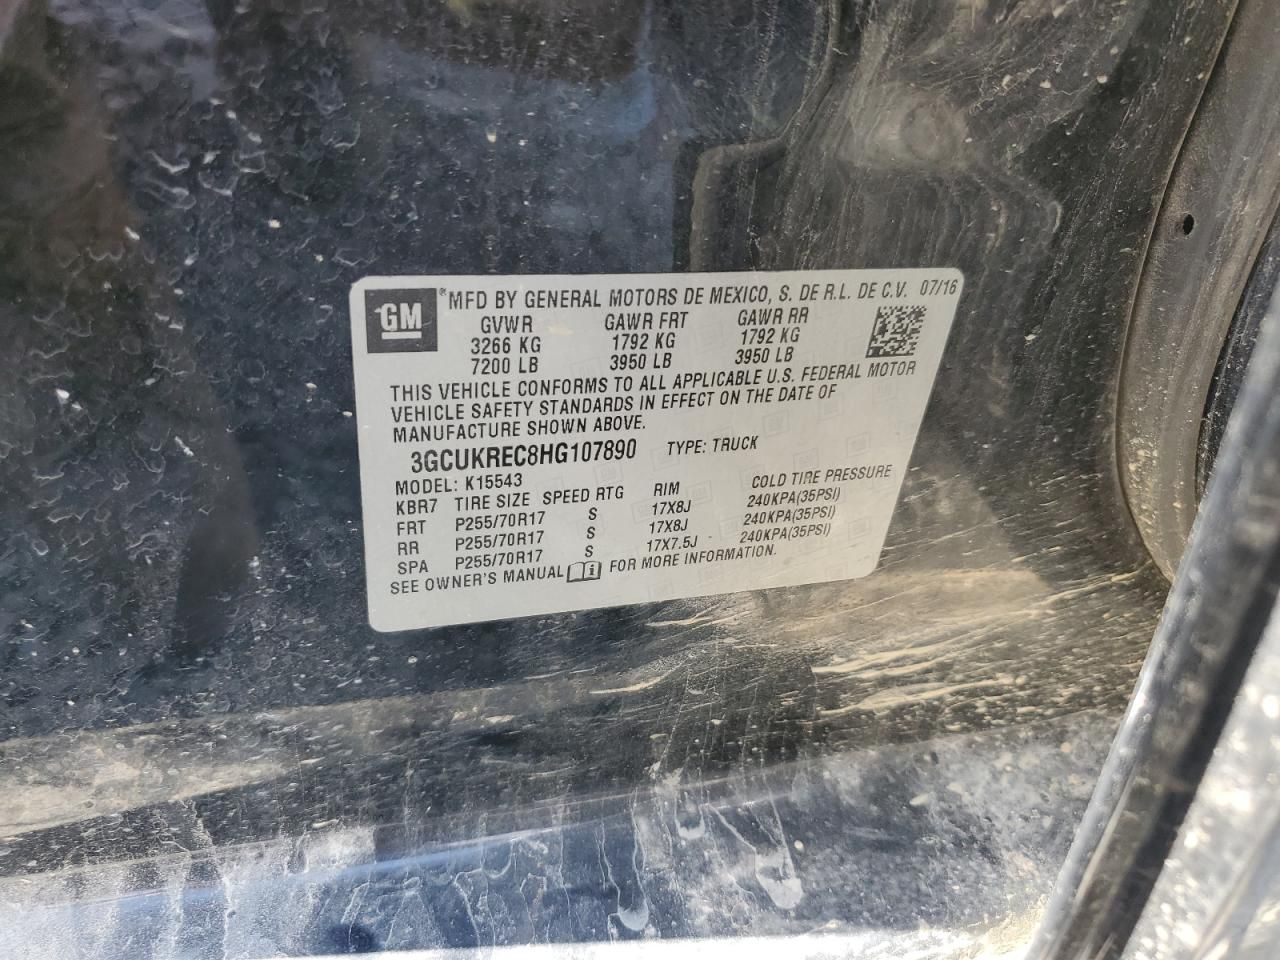 GM ® MFD BY GENERAL MOTORS DE MEXICO, S. DE R.L. DE C.V. 07/16
GVWR GAWR FRT GAWR RR
3266 KG 1792 KG 1792 KG
7200 LB 3950 LB 3950 LB
THIS VEHICLE CONFORMS TO ALL APPLICABLE U.S. FEDERAL MOTOR
VEHICLE SAFETY STANDARDS IN EFFECT ON THE DATE OF
MANUFACTURE SHOWN ABOVE.
3GCUKREC8HG107890 TYPE: TRUCK
MODEL: K15543
KBR7 TIRE SIZE SPEED RTG RIM COLD TIRE PRESSURE
FRT P255/70R17 S 17X8J 240KPA(35PSI)
RR P255/70R17 S 17X8J 240KPA(35PSI)
SPA P255/70R17 S 17X7.5J 240KPA(35PSI)
SEE OWNER'S MANUAL i FOR MORE INFORMATION.